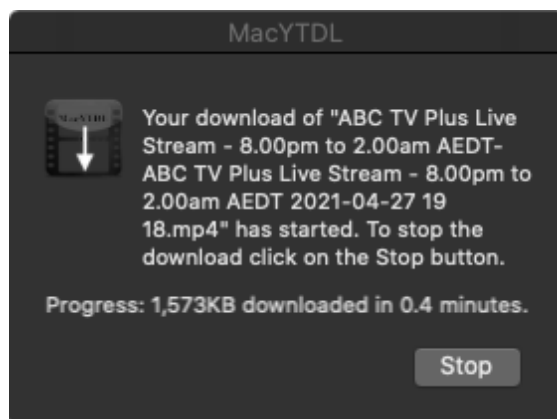 MacYTDL
MacYTDL
Your download of "ABC TV Plus Live
Stream - 8.00pm to 2.00am AEDT-
ABC TV Plus Live Stream - 8.00pm to
2.00am AEDT 2021-04-27 19
18.mp4" has started. To stop the
download click on the Stop button.
Progress: 1,573KB downloaded in 0.4 minutes.
Stop